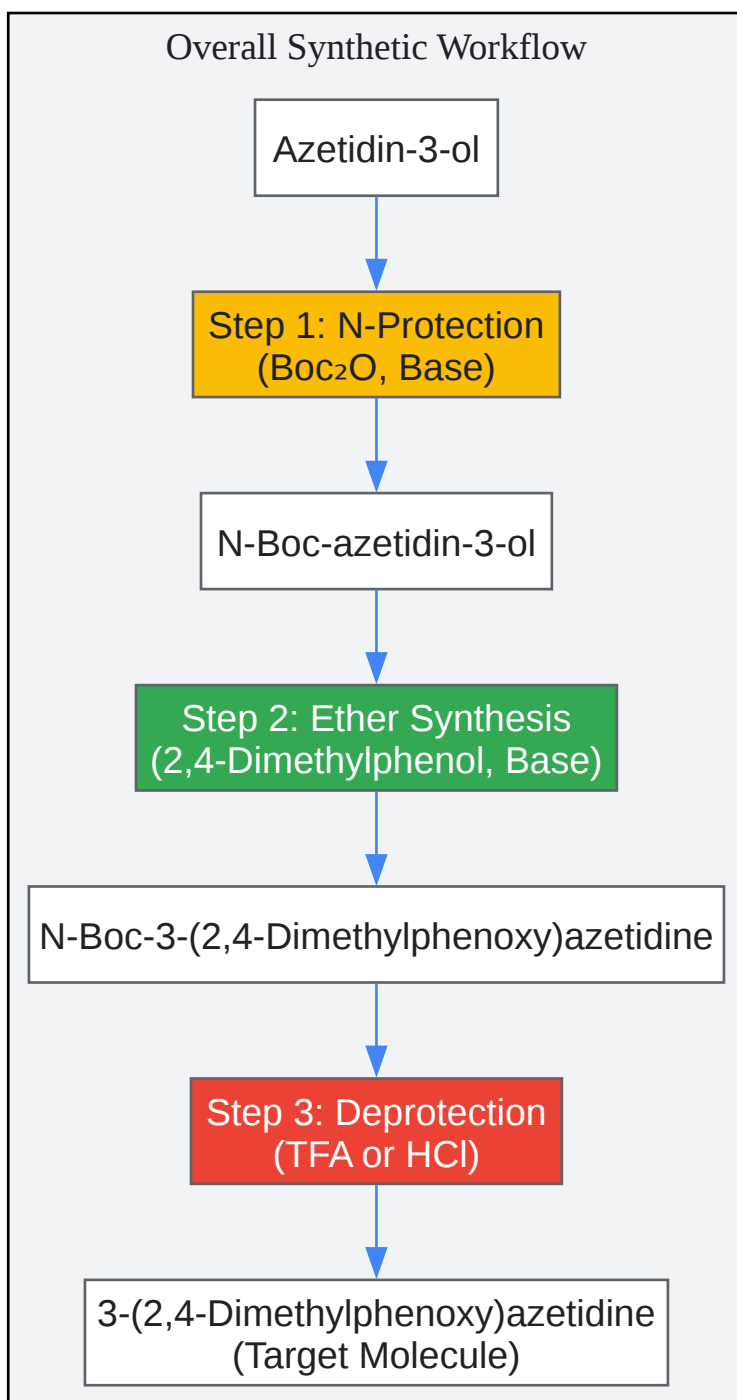 Overall Synthetic Workflow
Azetidin-3-ol
Step 1: N-Protection
(Boc₂O, Base)
N-Boc-azetidin-3-ol
Step 2: Ether Synthesis
(2,4-Dimethylphenol, Base)
N-Boc-3-(2,4-Dimethylphenoxy)azetidine
Step 3: Deprotection
(TFA or HCl)
3-(2,4-Dimethylphenoxy)azetidine
(Target Molecule)